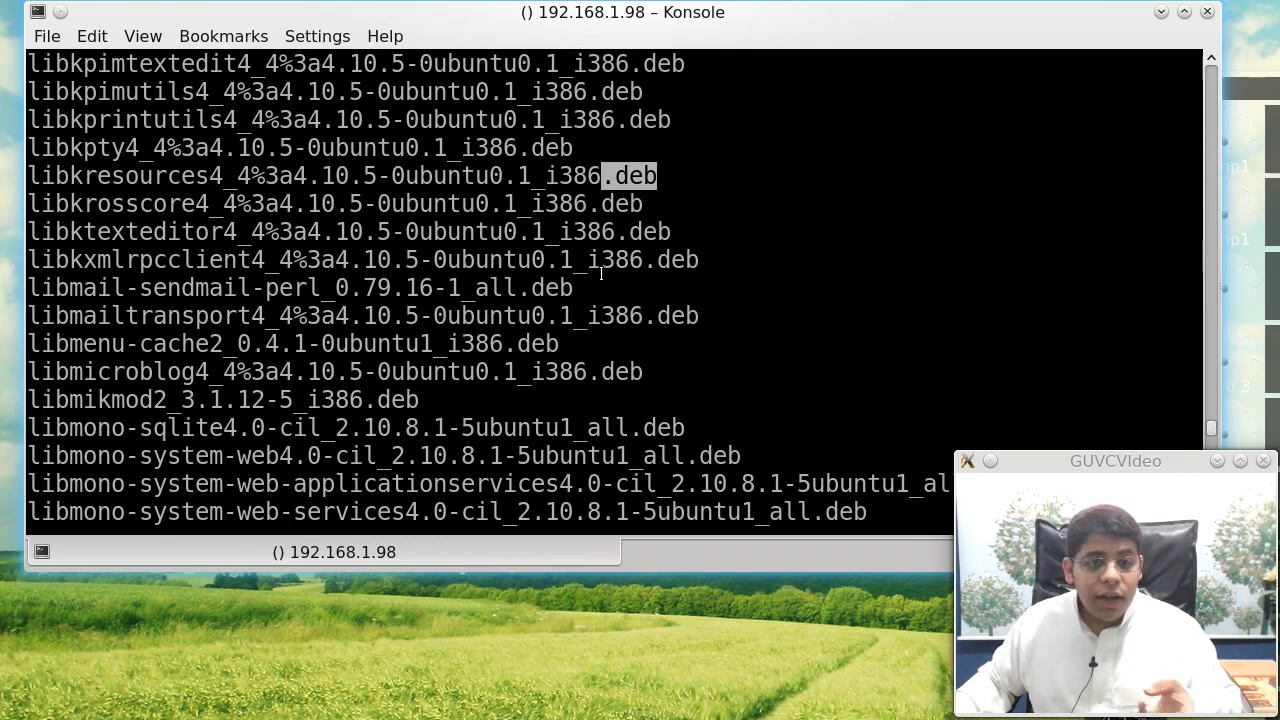 () 192.168.1.98 – Konsole
File Edit View Bookmarks Settings Help
libkpimtextedit4_4%3a4.10.5-0ubuntu0.1_i386.deb
libkpimutils4_4%3a4.10.5-0ubuntu0.1_i386.deb
libkprintutils4_4%3a4.10.5-0ubuntu0.1_i386.deb
libkpty4_4%3a4.10.5-0ubuntu0.1_i386.deb
libkresources4_4%3a4.10.5-0ubuntu0.1_i386.deb
libkrosscore4_4%3a4.10.5-0ubuntu0.1_i386.deb
libktexteditor4_4%3a4.10.5-0ubuntu0.1_i386.deb
libkxmlrpcclient4_4%3a4.10.5-0ubuntu0.1_i386.deb
libmail-sendmail-perl_0.79.16-1_all.deb
libmailtransport4_4%3a4.10.5-0ubuntu0.1_i386.deb
libmenu-cache2_0.4.1-0ubuntu1_i386.deb
libmicroblog4_4%3a4.10.5-0ubuntu0.1_i386.deb
libmikmod2_3.1.12-5_i386.deb
libmono-sqlite4.0-cil_2.10.8.1-5ubuntu1_all.deb
libmono-system-web4.0-cil_2.10.8.1-5ubuntu1_all.deb
libmono-system-web-applicationservices4.0-cil_2.10.8.1-5ubuntu1_al
libmono-system-web-services4.0-cil_2.10.8.1-5ubuntu1_all.deb
() 192.168.1.98
GUVCVIdeo